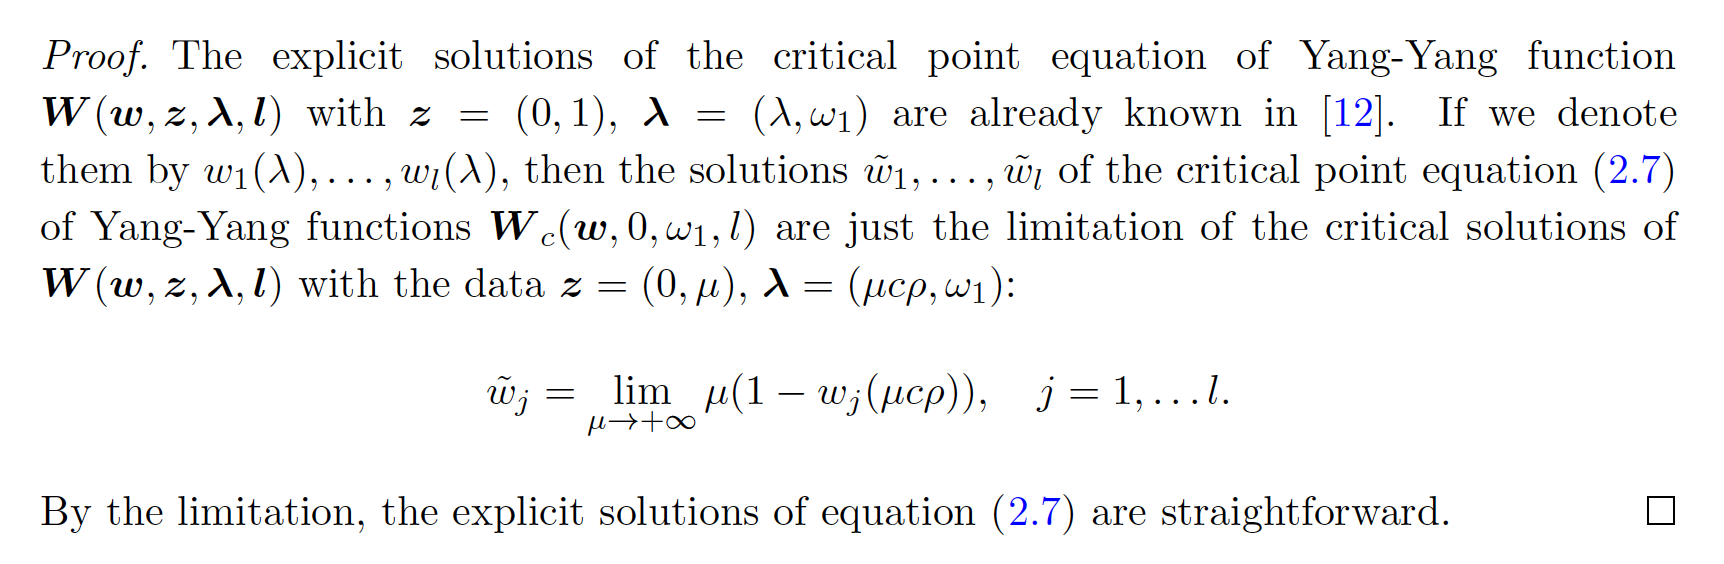 Proof. The explicit solutions of the critical point equation of Yang-Yang function
W(w, z, λ, l) with z = (0, 1), λ = (λ, ω₁) are already known in [12]. If we denote
them by w₁(λ), . . . , wₗ(λ), then the solutions w̃₁, . . . , w̃ₗ of the critical point equation (2.7)
of Yang-Yang functions W_c(w, 0, ω₁, l) are just the limitation of the critical solutions of
W(w, z, λ, l) with the data z = (0, μ), λ = (μcρ, ω₁):
w̃ⱼ = lim_{μ→+∞} μ(1 − wⱼ(μcρ)), j = 1, . . . l.
By the limitation, the explicit solutions of equation (2.7) are straightforward. □